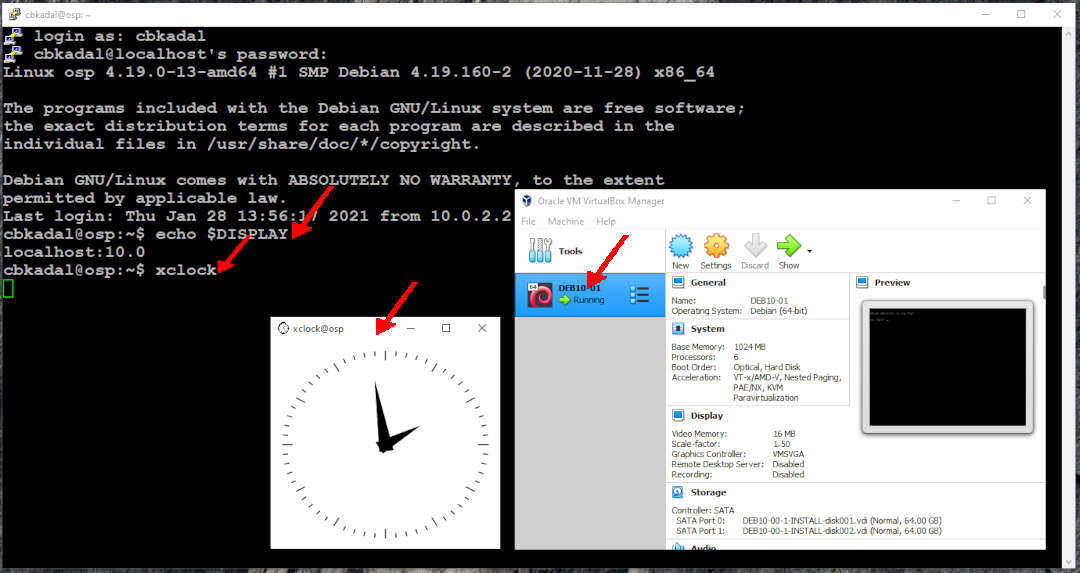 cbkadal@osp: ~
login as: cbkadal
cbkadal@localhost's password:
Linux osp 4.19.0-13-amd64 #1 SMP Debian 4.19.160-2 (2020-11-28) x86_64
The programs included with the Debian GNU/Linux system are free software;
the exact distribution terms for each program are described in the
individual files in /usr/share/doc/*/copyright.
Debian GNU/Linux comes with ABSOLUTELY NO WARRANTY, to the extent
permitted by applicable law.
Last login: Thu Jan 28 13:56:17 2021 from 10.0.2.2
cbkadal@osp:~$ echo $DISPLAY
localhost:10.0
cbkadal@osp:~$ xclock
xclock@osp
Oracle VM VirtualBox Manager
File Machine Help
Tools
New Settings Discard Show
64
DEB10-01
Running
General
Name: DEB10-01
Operating System: Debian (64-bit)
System
Base Memory: 1024 MB
Processors: 6
Boot Order: Optical, Hard Disk
Acceleration: VT-x/AMD-V, Nested Paging,
PAE/NX, KVM
Paravirtualization
Display
Video Memory: 16 MB
Scale-factor: 1.50
Graphics Controller: VMSVGA
Remote Desktop Server: Disabled
Recording: Disabled
Storage
Controller: SATA
SATA Port 0: DEB10-00-1-INSTALL-disk001.vdi (Normal, 64.00 GB)
SATA Port 1: DEB10-00-1-INSTALL-disk002.vdi (Normal, 64.00 GB)
Audio
Preview